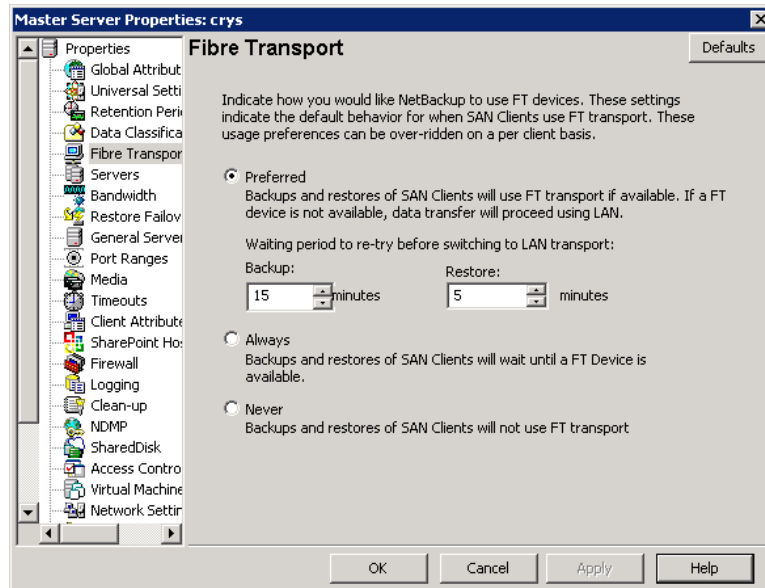 Master Server Properties: crys
Properties
Global Attribut
Universal Setti
Retention Peri
Data Classifica
Fibre Transpor
Servers
Bandwidth
Restore Failov
General Server
Port Ranges
Media
Timeouts
Client Attribute
SharePoint Ho
Firewall
Logging
Clean-up
NDMP
SharedDisk
Access Contro
Virtual Machine
Network Settin
Fibre Transport
Defaults
Indicate how you would like NetBackup to use FT devices. These settings
indicate the default behavior for when SAN Clients use FT transport. These
usage preferences can be over-ridden on a per client basis.
Preferred
Backups and restores of SAN Clients will use FT transport if available. If a FT
device is not available, data transfer will proceed using LAN.
Waiting period to re-try before switching to LAN transport:
Backup: Restore:
15 minutes 5 minutes
Always
Backups and restores of SAN Clients will wait until a FT Device is
available.
Never
Backups and restores of SAN Clients will not use FT transport
OK Cancel Apply Help